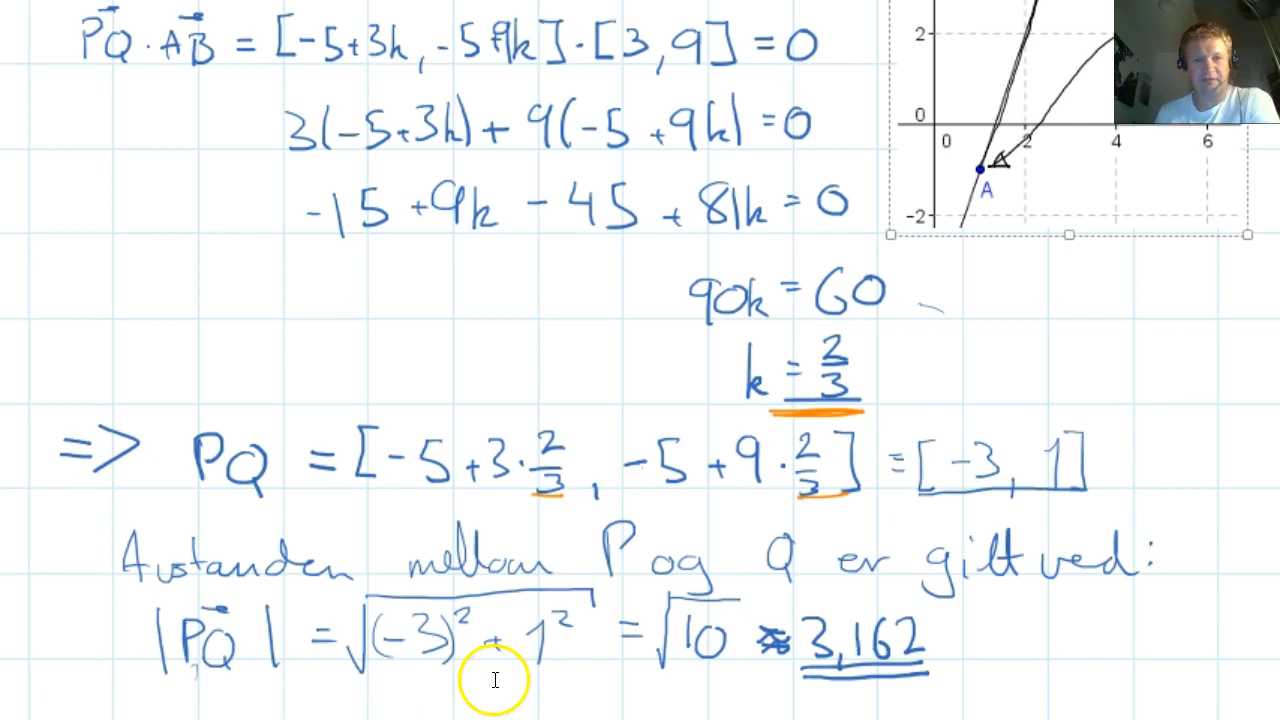 PQ · AB = [-5+3k, -5+9k] · [3, 9] = 0
3(-5+3k) + 9(-5+9k) = 0
-15 + 9k - 45 + 81k = 0
90k = 60
k = 2/3
=> PQ = [-5+3·2/3, -5+9·2/3] = [-3, 1]
Avstanden mellom P og Q er gitt ved:
|PQ| = √((-3)² + 1²) = √10 ≈ 3,162
2
0
0 2 4 6
A
-2